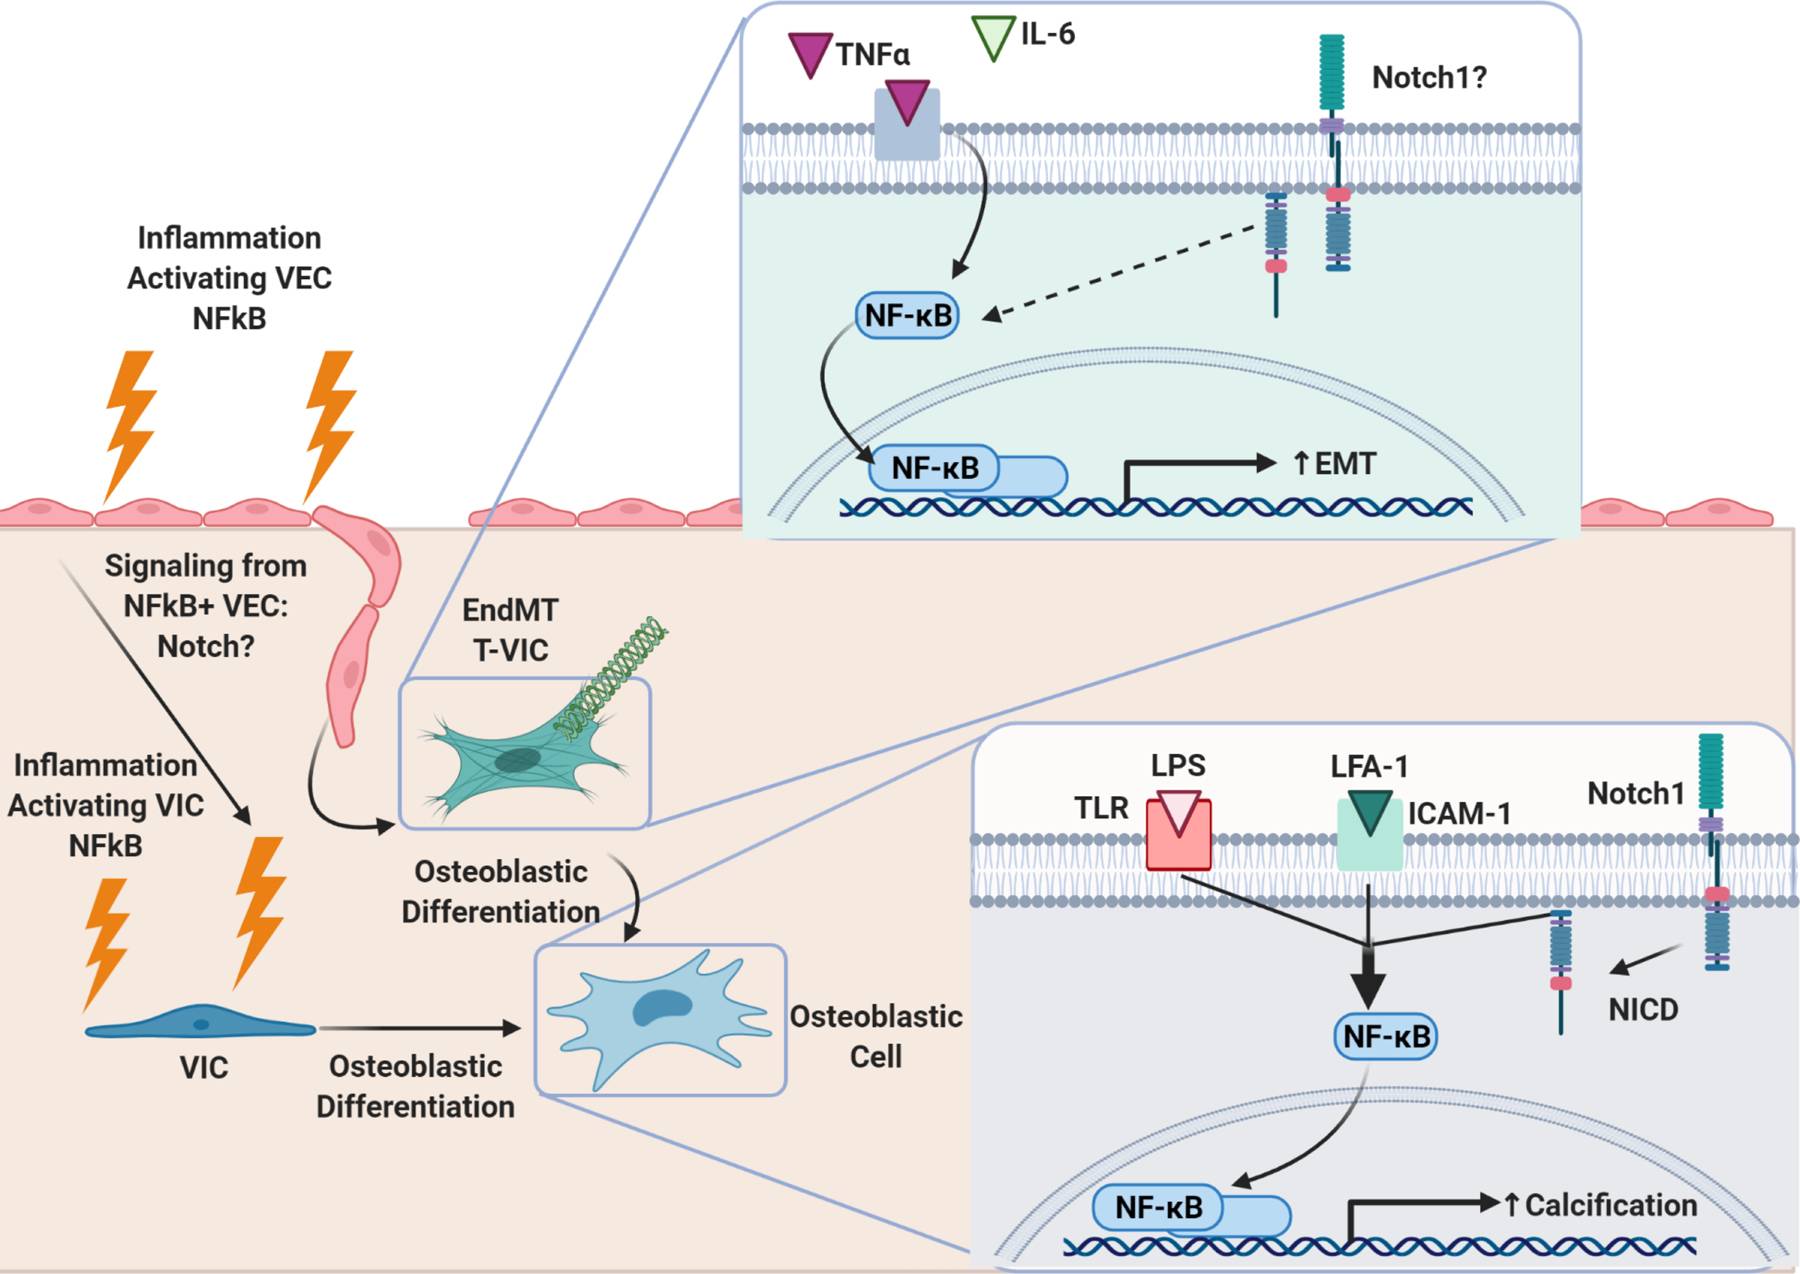 TNFα
IL-6
Notch1?
NF-κB
NF-κB
↑EMT
Inflammation
Activating VEC
NFkB
Signaling from
NFkB+ VEC:
Notch?
EndMT
T-VIC
Inflammation
Activating VIC
NFkB
Osteoblastic
Differentiation
VIC
Osteoblastic
Differentiation
Osteoblastic
Cell
LPS
TLR
LFA-1
ICAM-1
Notch1
NICD
NF-κB
NF-κB
↑Calcification